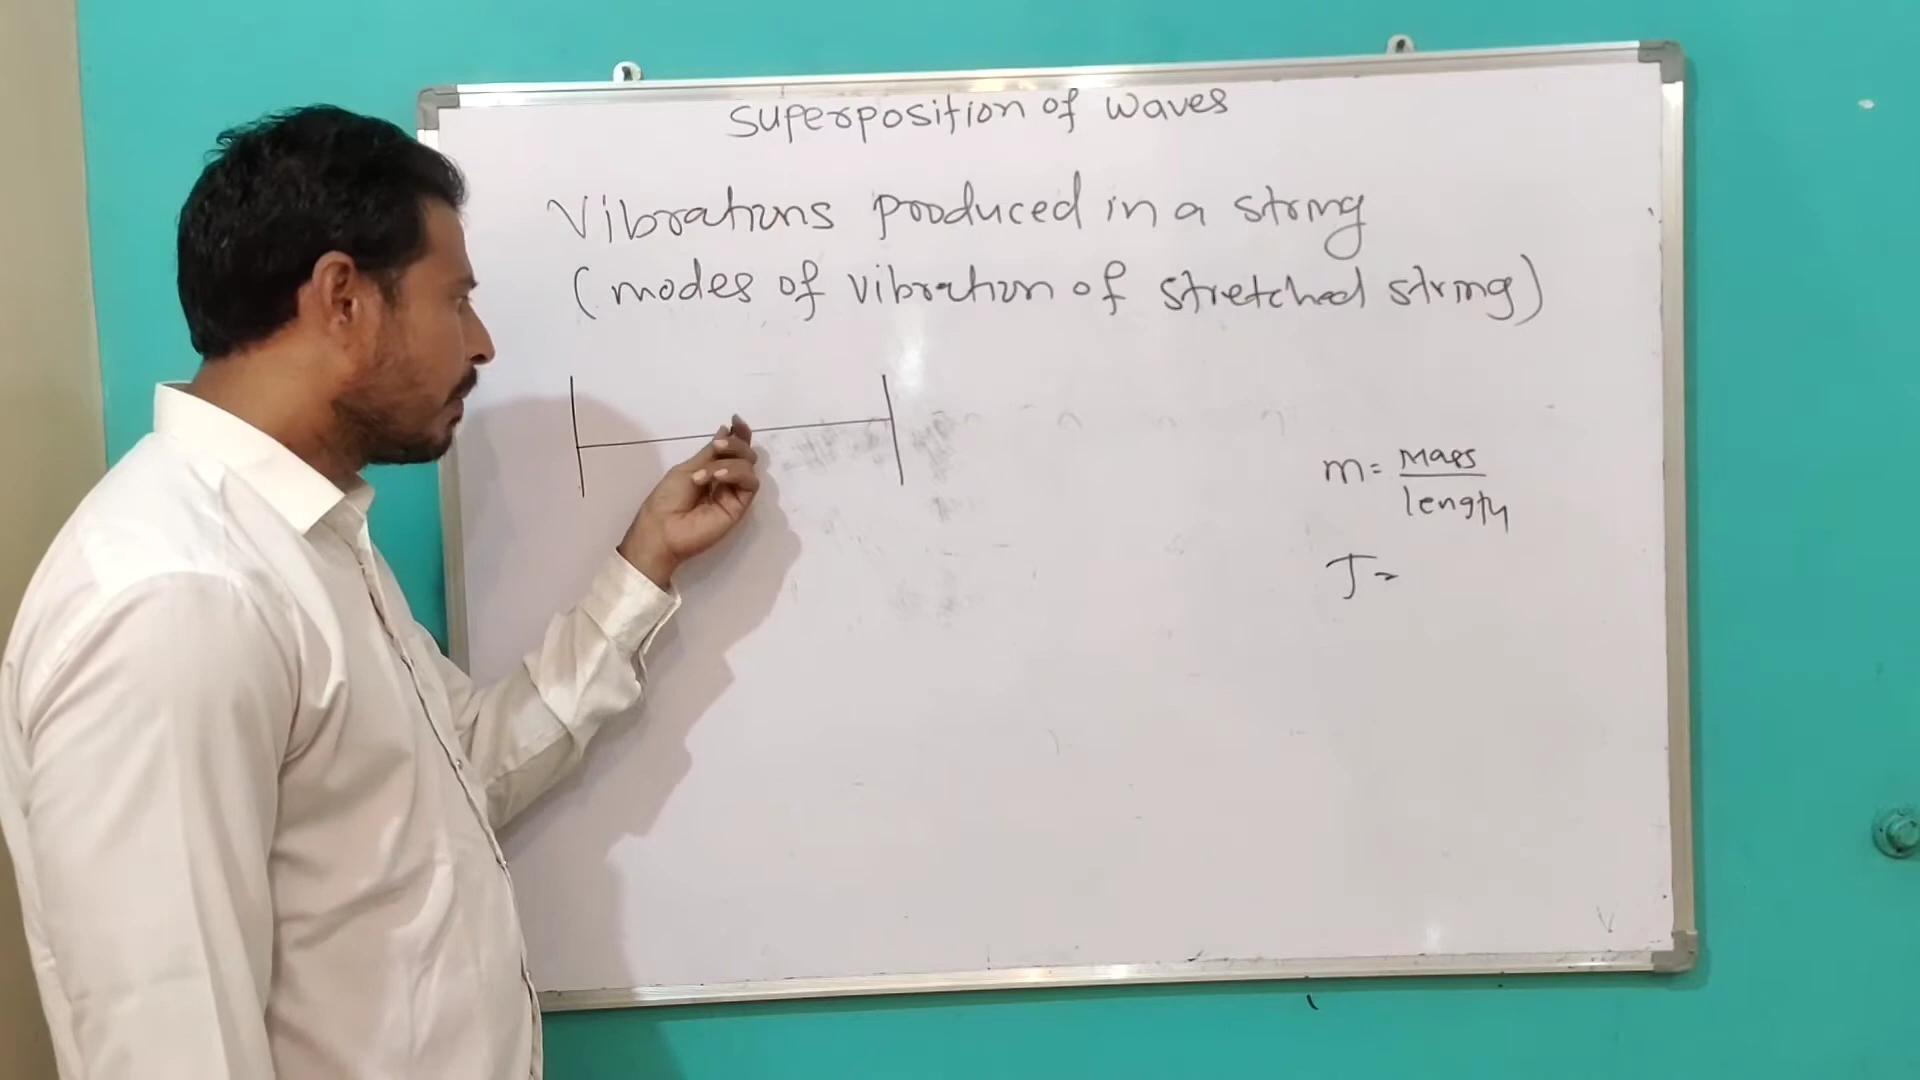 Superposition of waves
Vibrations produced in a string
(modes of vibration of stretched string)
m = Mass
length
T =